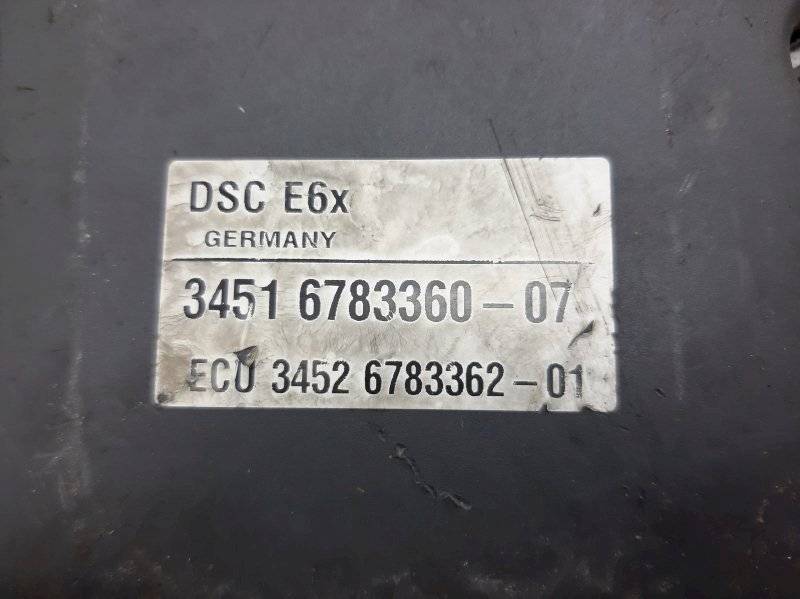 DSC E6x
GERMANY
3451 6783360-07
ECU 3452 6783362-01